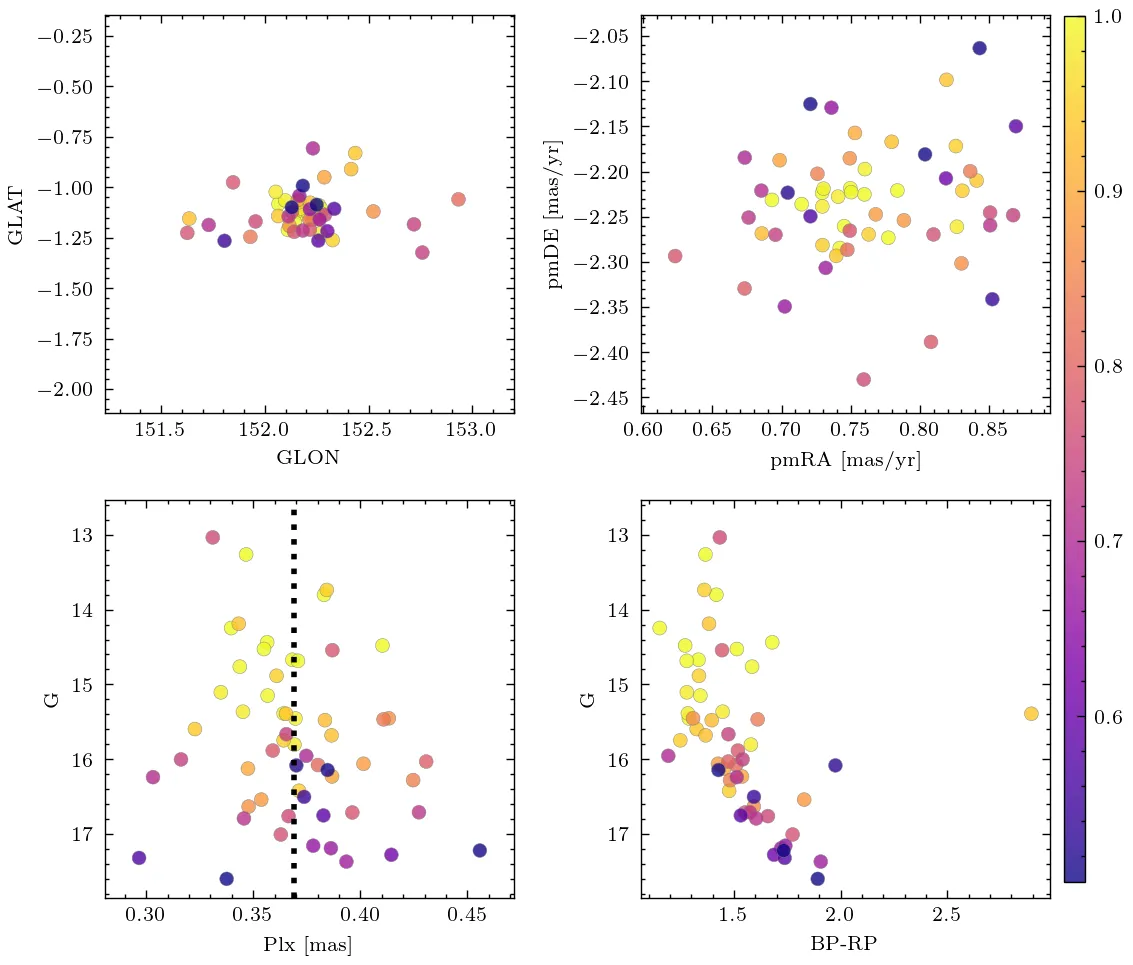 −0.25
−0.50
−0.75
−1.00
−1.25
−1.50
−1.75
−2.00
GLAT
151.5 152.0 152.5 153.0
GLON
−2.05
−2.10
−2.15
−2.20
−2.25
−2.30
−2.35
−2.40
−2.45
pmDE [mas/yr]
0.60 0.65 0.70 0.75 0.80 0.85
pmRA [mas/yr]
1.0
0.9
0.8
0.7
0.6
13
14
15
16
17
G
0.30 0.35 0.40 0.45
Plx [mas]
13
14
15
16
17
G
1.5 2.0 2.5
BP-RP